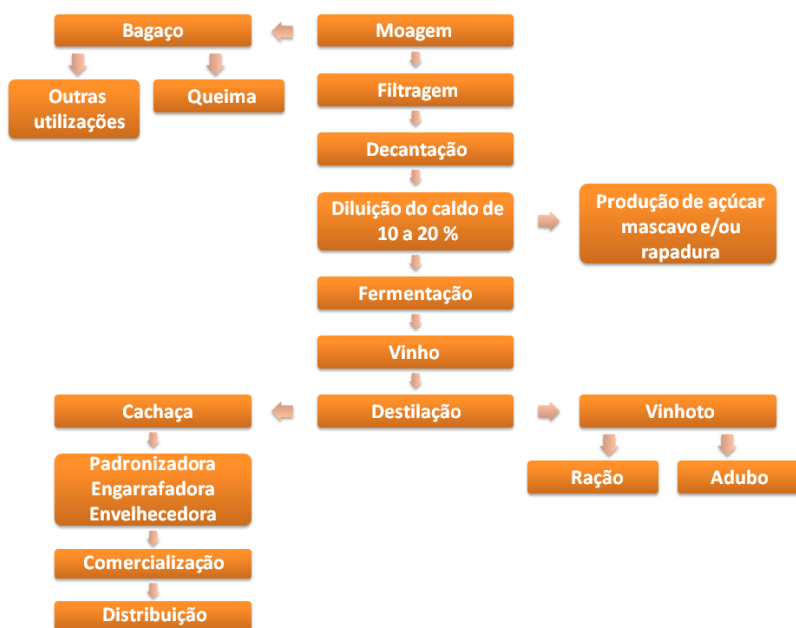 Bagaço
Moagem
Outras
utilizações
Queima
Filtragem
Decantação
Diluição do caldo de
10 a 20 %
Produção de açúcar
mascavo e/ou
rapadura
Fermentação
Vinho
Cachaça
Destilação
Vinhoto
Padronizadora
Engarrafadora
Envelhecedora
Ração
Adubo
Comercialização
Distribuição